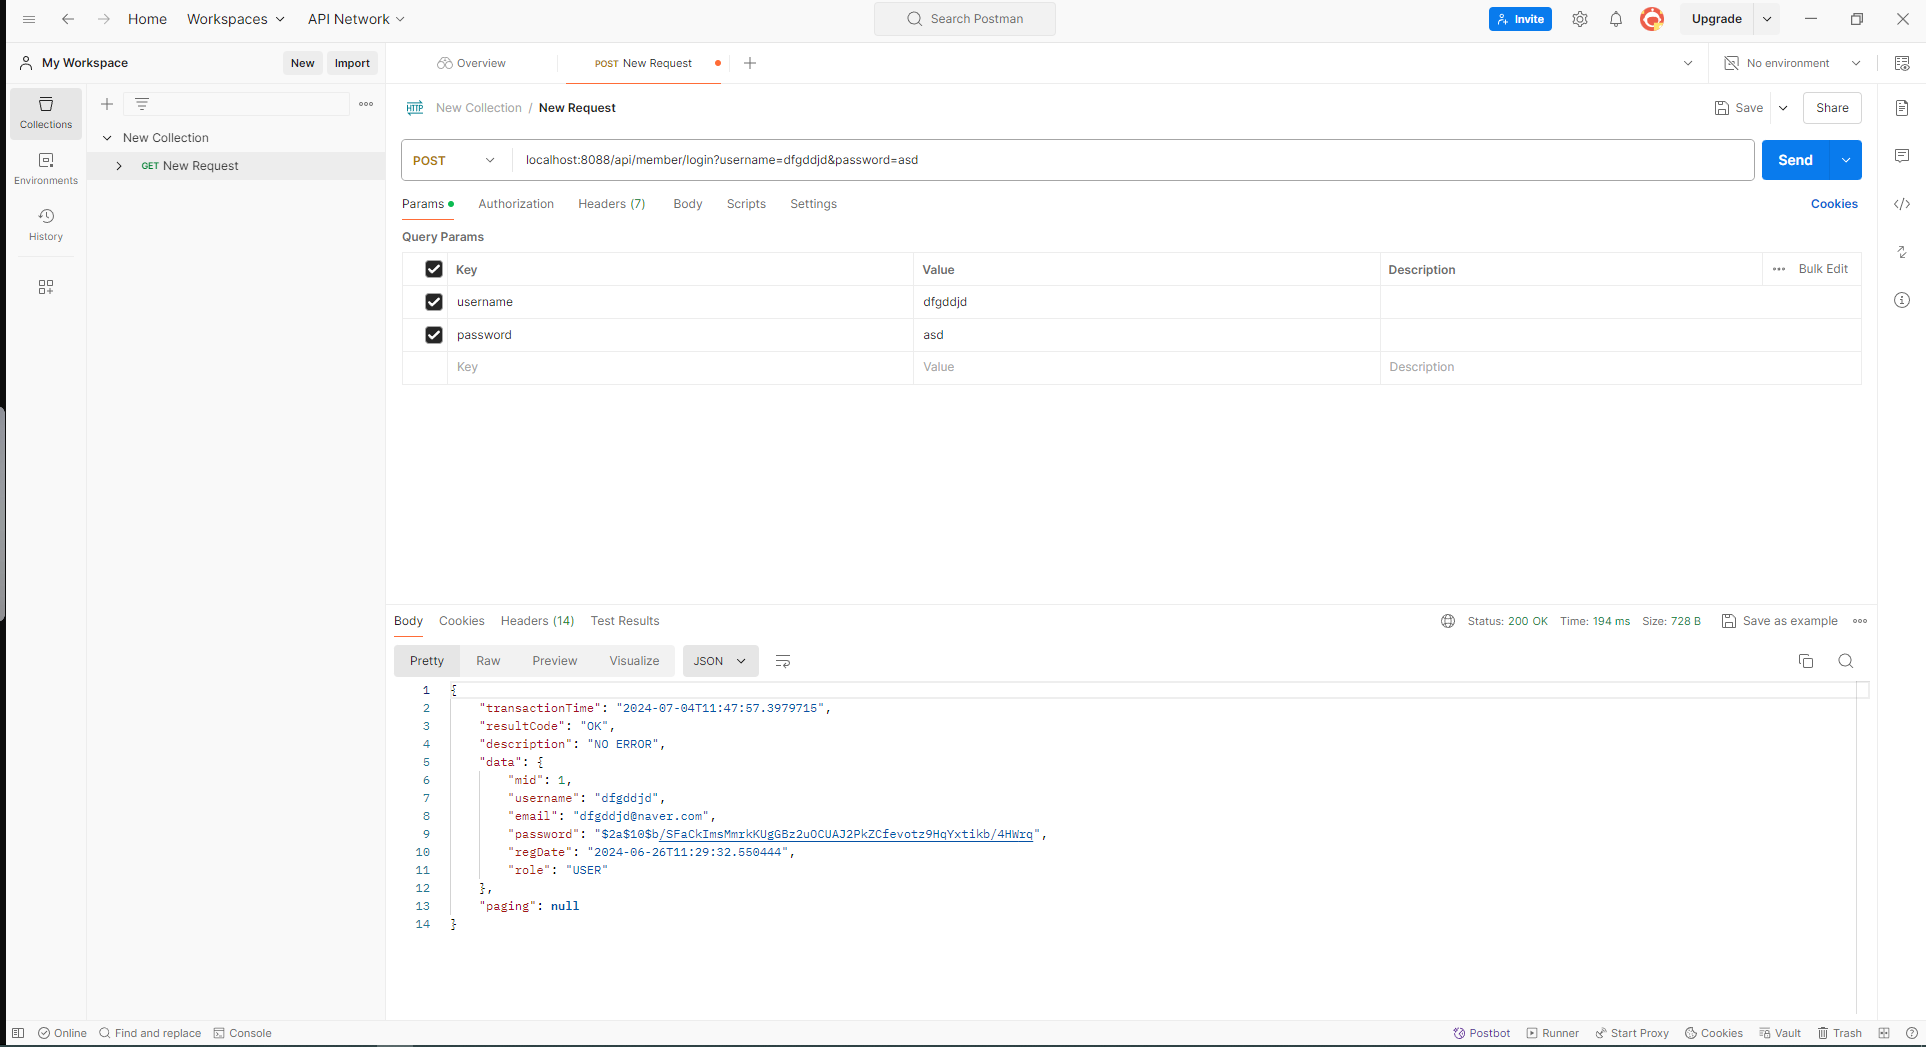 Home Workspaces API Network Search Postman Invite Upgrade
My Workspace New Import Overview POST New Request No environment
New Collection / New Request Save Share
Collections
New Collection
GET New Request
POST localhost:8088/api/member/login?username=dfgddjd&password=asd Send
Environments
Params Authorization Headers (7) Body Scripts Settings Cookies
History
Query Params
Key Value Description Bulk Edit
username dfgddjd
password asd
Key Value Description
Body Cookies Headers (14) Test Results Status: 200 OK Time: 194 ms Size: 728 B Save as example
Pretty Raw Preview Visualize JSON
1 {
2 "transactionTime": "2024-07-04T11:47:57.3979715",
3 "resultCode": "OK",
4 "description": "NO ERROR",
5 "data": {
6 "mid": 1,
7 "username": "dfgddjd",
8 "email": "dfgddjd@naver.com",
9 "password": "$2a$10$b/SFaCkImsMmrkKUgGBz2uOCUAJ2PkZCfevotz9HqYxtikb/4HWrq",
10 "regDate": "2024-06-26T11:29:32.550444",
11 "role": "USER"
12 },
13 "paging": null
14 }
Online Find and replace Console Postbot Runner Start Proxy Cookies Vault Trash